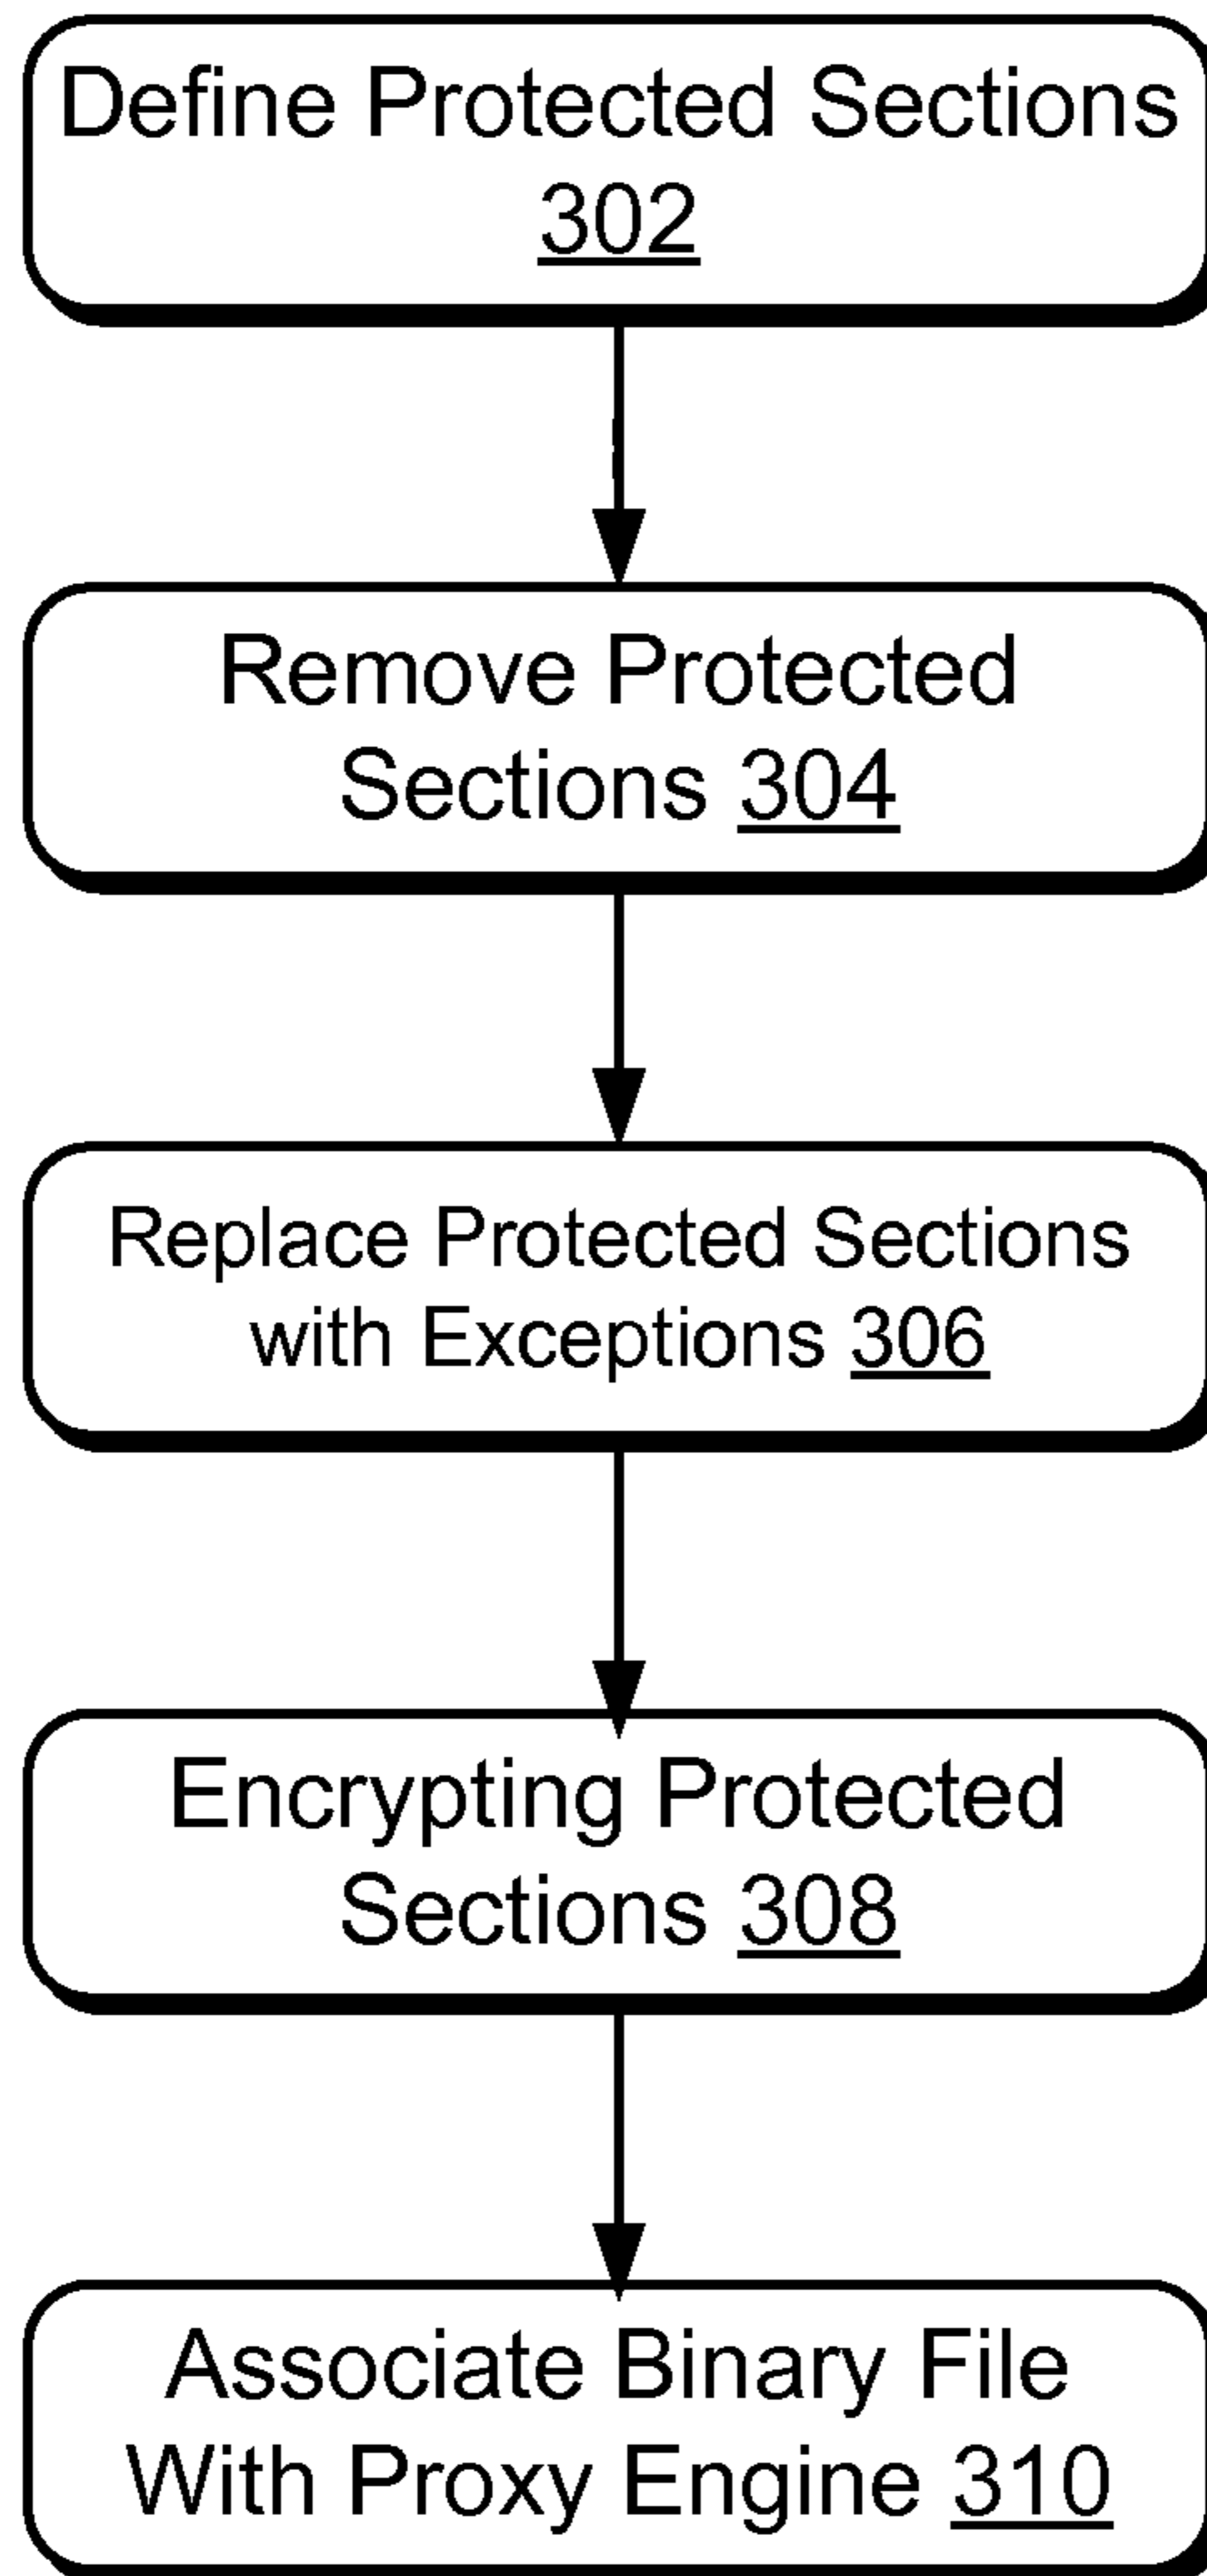 Define Protected Sections
302
Remove Protected
Sections 304
Replace Protected Sections
with Exceptions 306
Encrypting Protected
Sections 308
Associate Binary File
With Proxy Engine 310